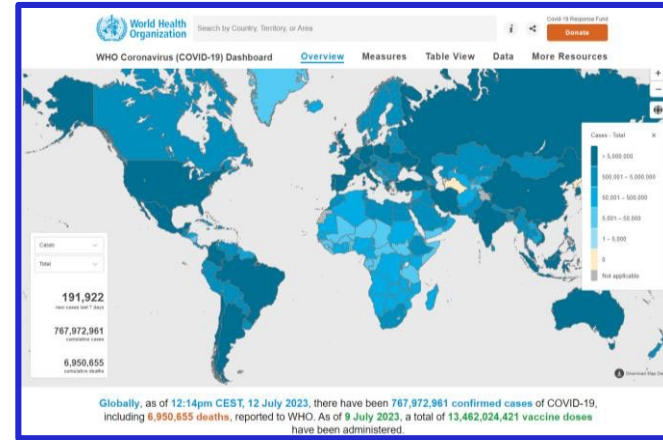 World Health
Organization
Search by Country, Territory, or Area
i
Covid-19 Response Fund
Donate
WHO Coronavirus (COVID-19) Dashboard
Overview Measures Table View Data More Resources
+
−
Cases - Total ×
> 5,000,000
500,001 – 5,000,000
50,001 – 500,000
5,001 – 50,000
1 – 5,000
0
Not applicable
Cases
Total
191,922
new cases last 7 days
767,972,961
cumulative cases
6,950,655
cumulative deaths
Download Map Data
Globally, as of 12:14pm CEST, 12 July 2023, there have been 767,972,961 confirmed cases of COVID-19,
including 6,950,655 deaths, reported to WHO. As of 9 July 2023, a total of 13,462,024,421 vaccine doses
have been administered.